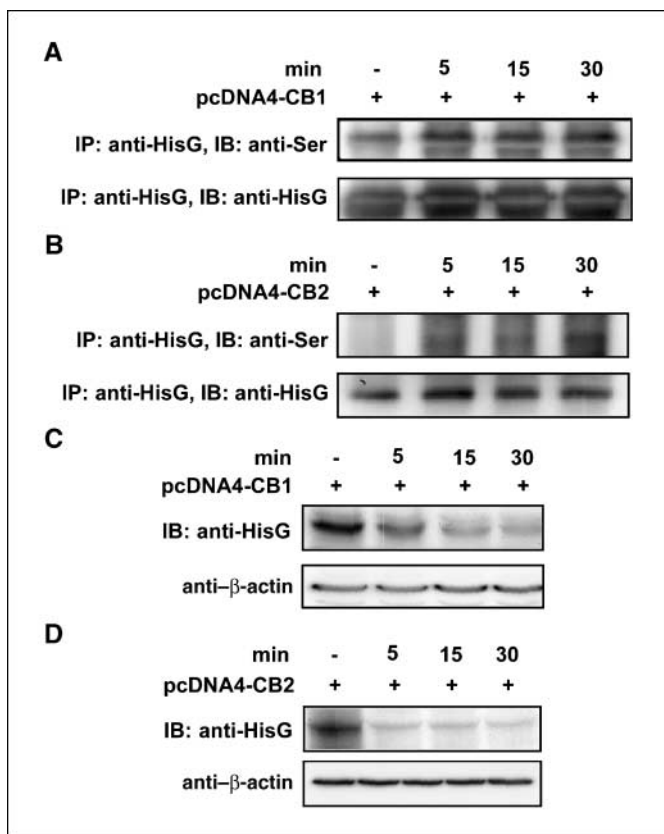 A
min - 5 15 30
pcDNA4-CB1 + + + +
IP: anti-HisG, IB: anti-Ser
IP: anti-HisG, IB: anti-HisG
B
min - 5 15 30
pcDNA4-CB2 + + + +
IP: anti-HisG, IB: anti-Ser
IP: anti-HisG, IB: anti-HisG
C
min - 5 15 30
pcDNA4-CB1 + + + +
IB: anti-HisG
anti–β-actin
D
min - 5 15 30
pcDNA4-CB2 + + + +
IB: anti-HisG
anti–β-actin